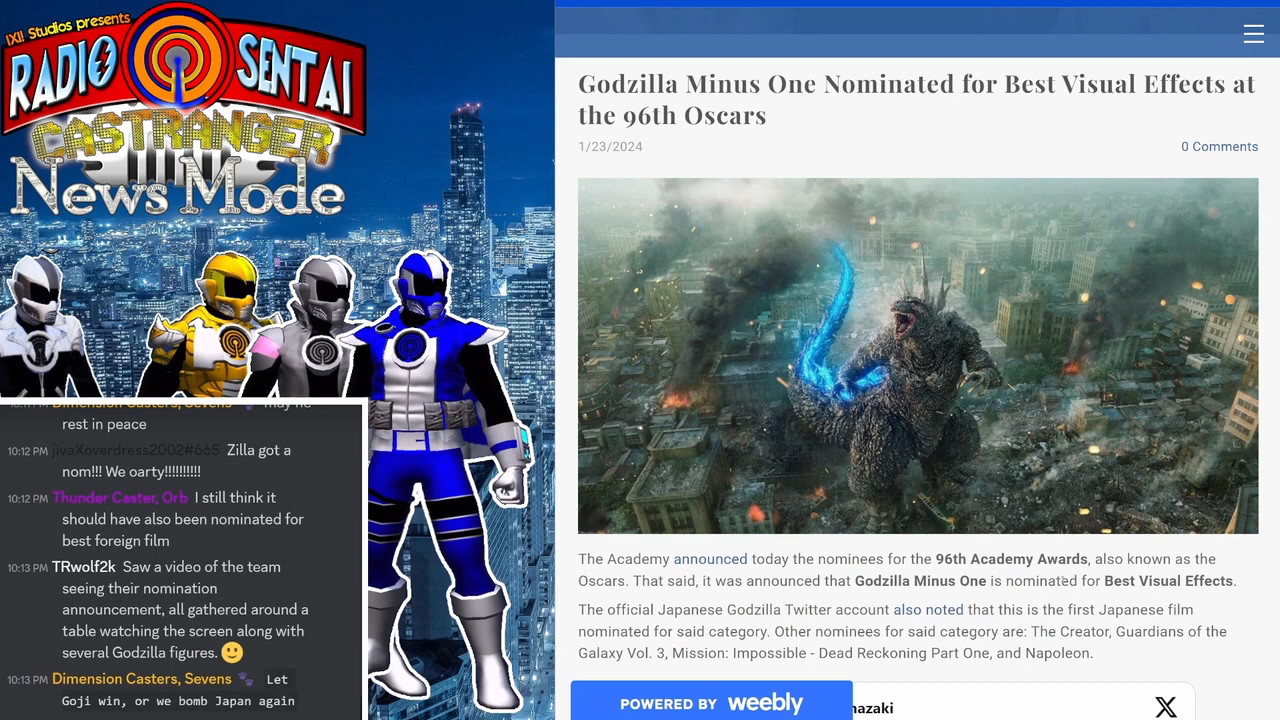 IXII Studios presents
RADIO SENTAI
CASTRANGER
News Mode
rest in peace
10:12 PM jivaXoverdress2002#665 Zilla got a
nom!!! We oarty!!!!!!!!!!
10:12 PM Thunder Caster, Orb I still think it
should have also been nominated for
best foreign film
10:13 PM TRwolf2k Saw a video of the team
seeing their nomination
announcement, all gathered around a
table watching the screen along with
several Godzilla figures. 🙂
10:13 PM Dimension Casters, Sevens 🐾 Let
Goji win, or we bomb Japan again
Godzilla Minus One Nominated for Best Visual Effects at
the 96th Oscars
1/23/2024
0 Comments
The Academy announced today the nominees for the 96th Academy Awards, also known as the
Oscars. That said, it was announced that Godzilla Minus One is nominated for Best Visual Effects.
The official Japanese Godzilla Twitter account also noted that this is the first Japanese film
nominated for said category. Other nominees for said category are: The Creator, Guardians of the
Galaxy Vol. 3, Mission: Impossible - Dead Reckoning Part One, and Napoleon.
POWERED BY weebly
azaki